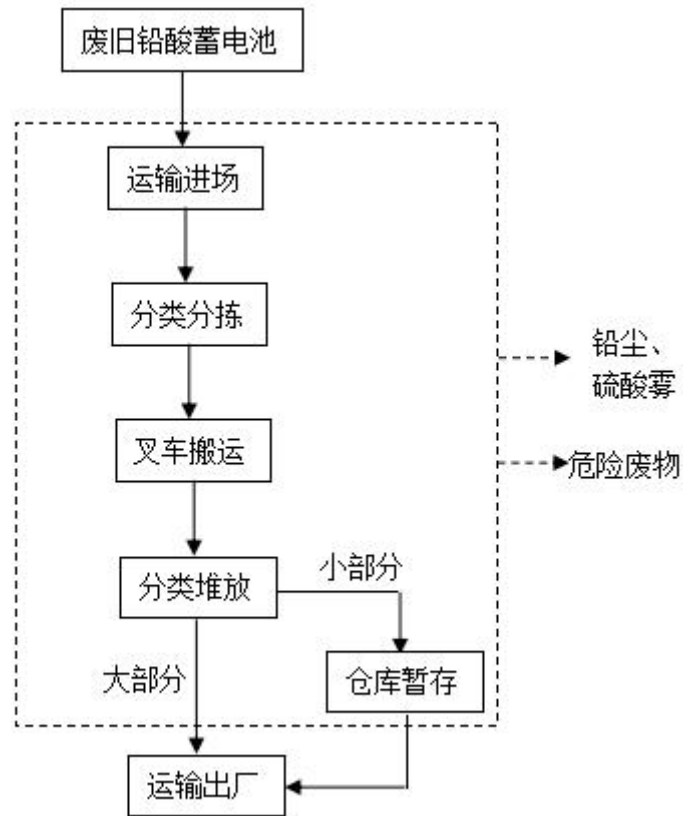 废旧铅酸蓄电池
运输进场
分类分拣
铅尘、
硫酸雾
叉车搬运
危险废物
小部分
分类堆放
大部分
仓库暂存
运输出厂